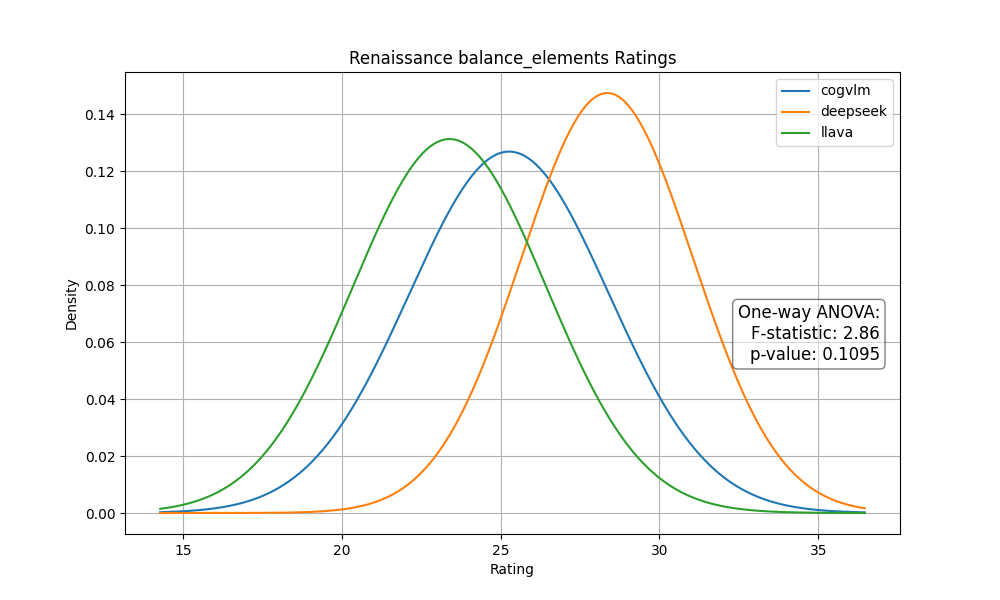 Renaissance balance_elements Ratings
cogvlm
deepseek
llava
0.14
0.12
0.10
0.08
0.06
0.04
0.02
0.00
Density
One-way ANOVA:
F-statistic: 2.86
p-value: 0.1095
15
20
25
30
35
Rating